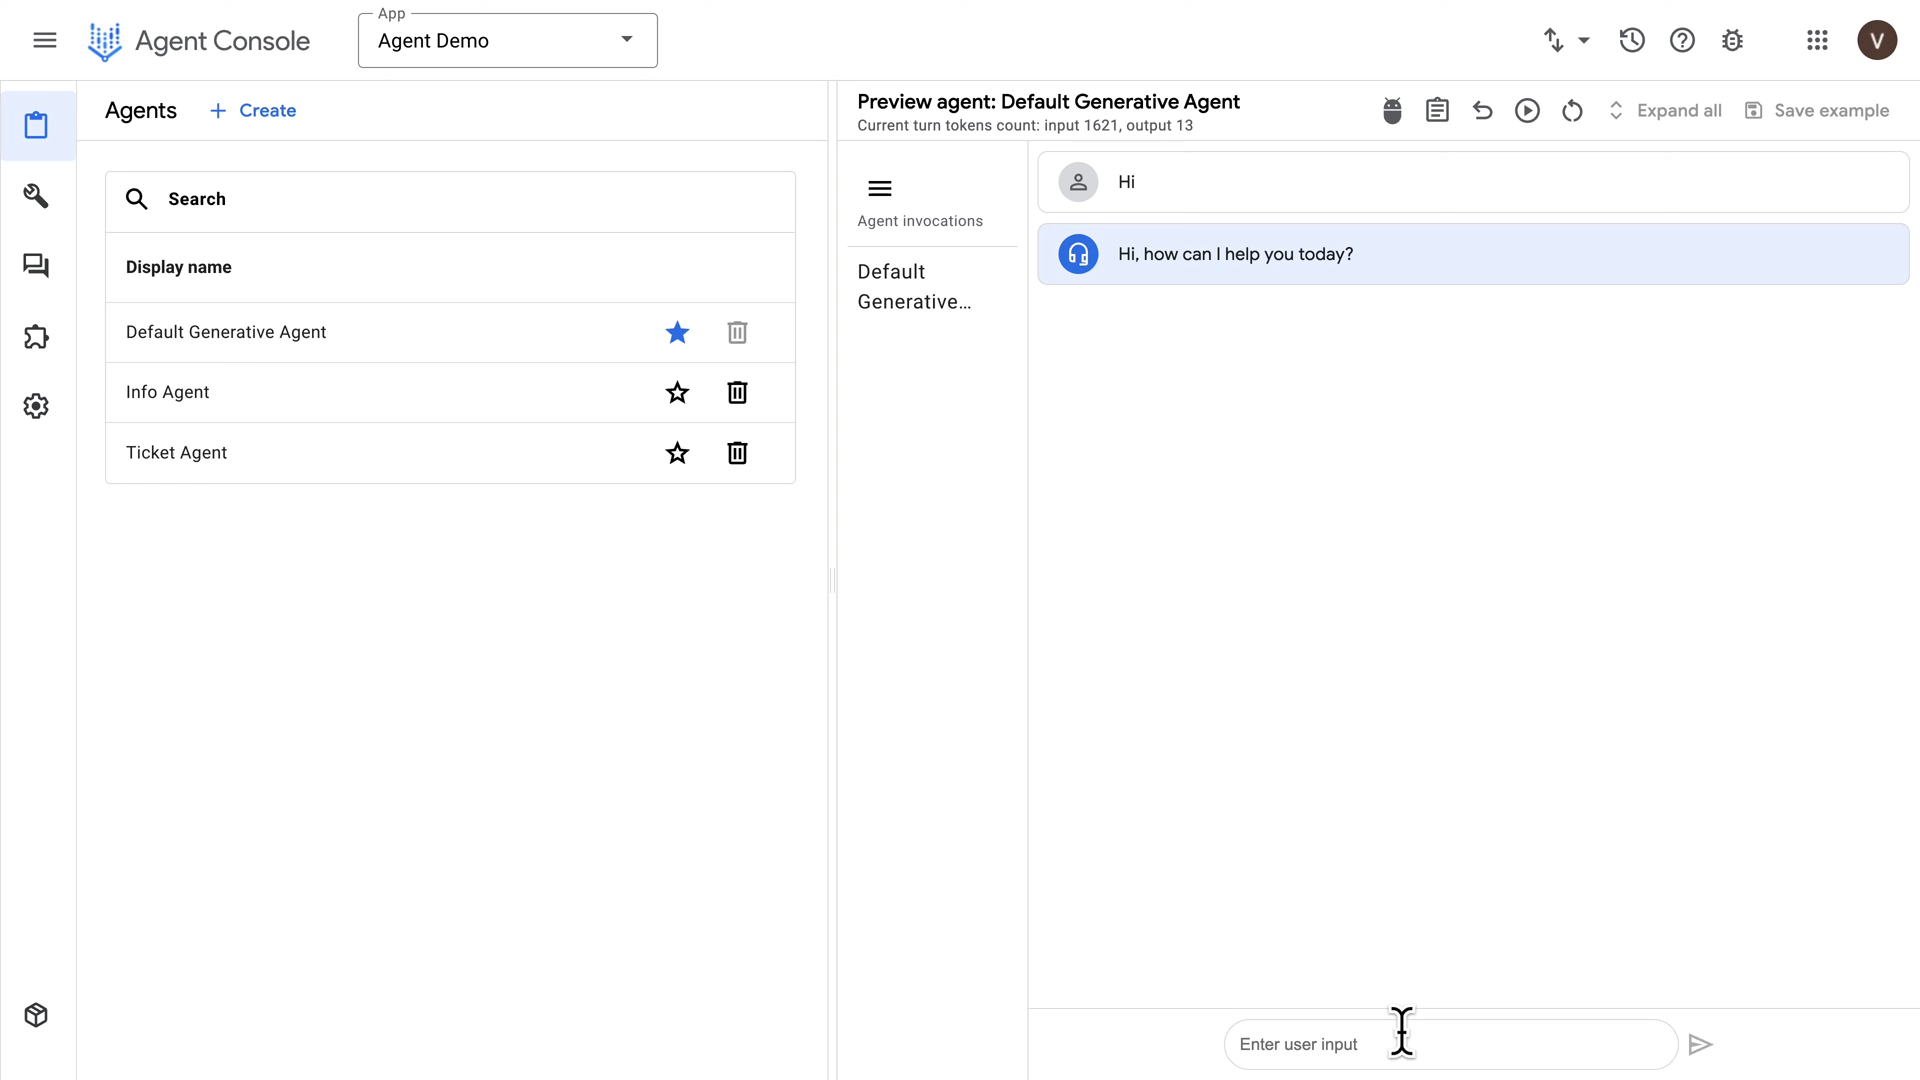 App
Agent Console
Agent Demo
V
Agents
Create
Preview agent: Default Generative Agent
Current turn tokens count: input 1621, output 13
Expand all
Save example
Search
Display name
Default Generative Agent
Info Agent
Ticket Agent
Agent invocations
Default
Generative...
Hi
Hi, how can I help you today?
Enter user input